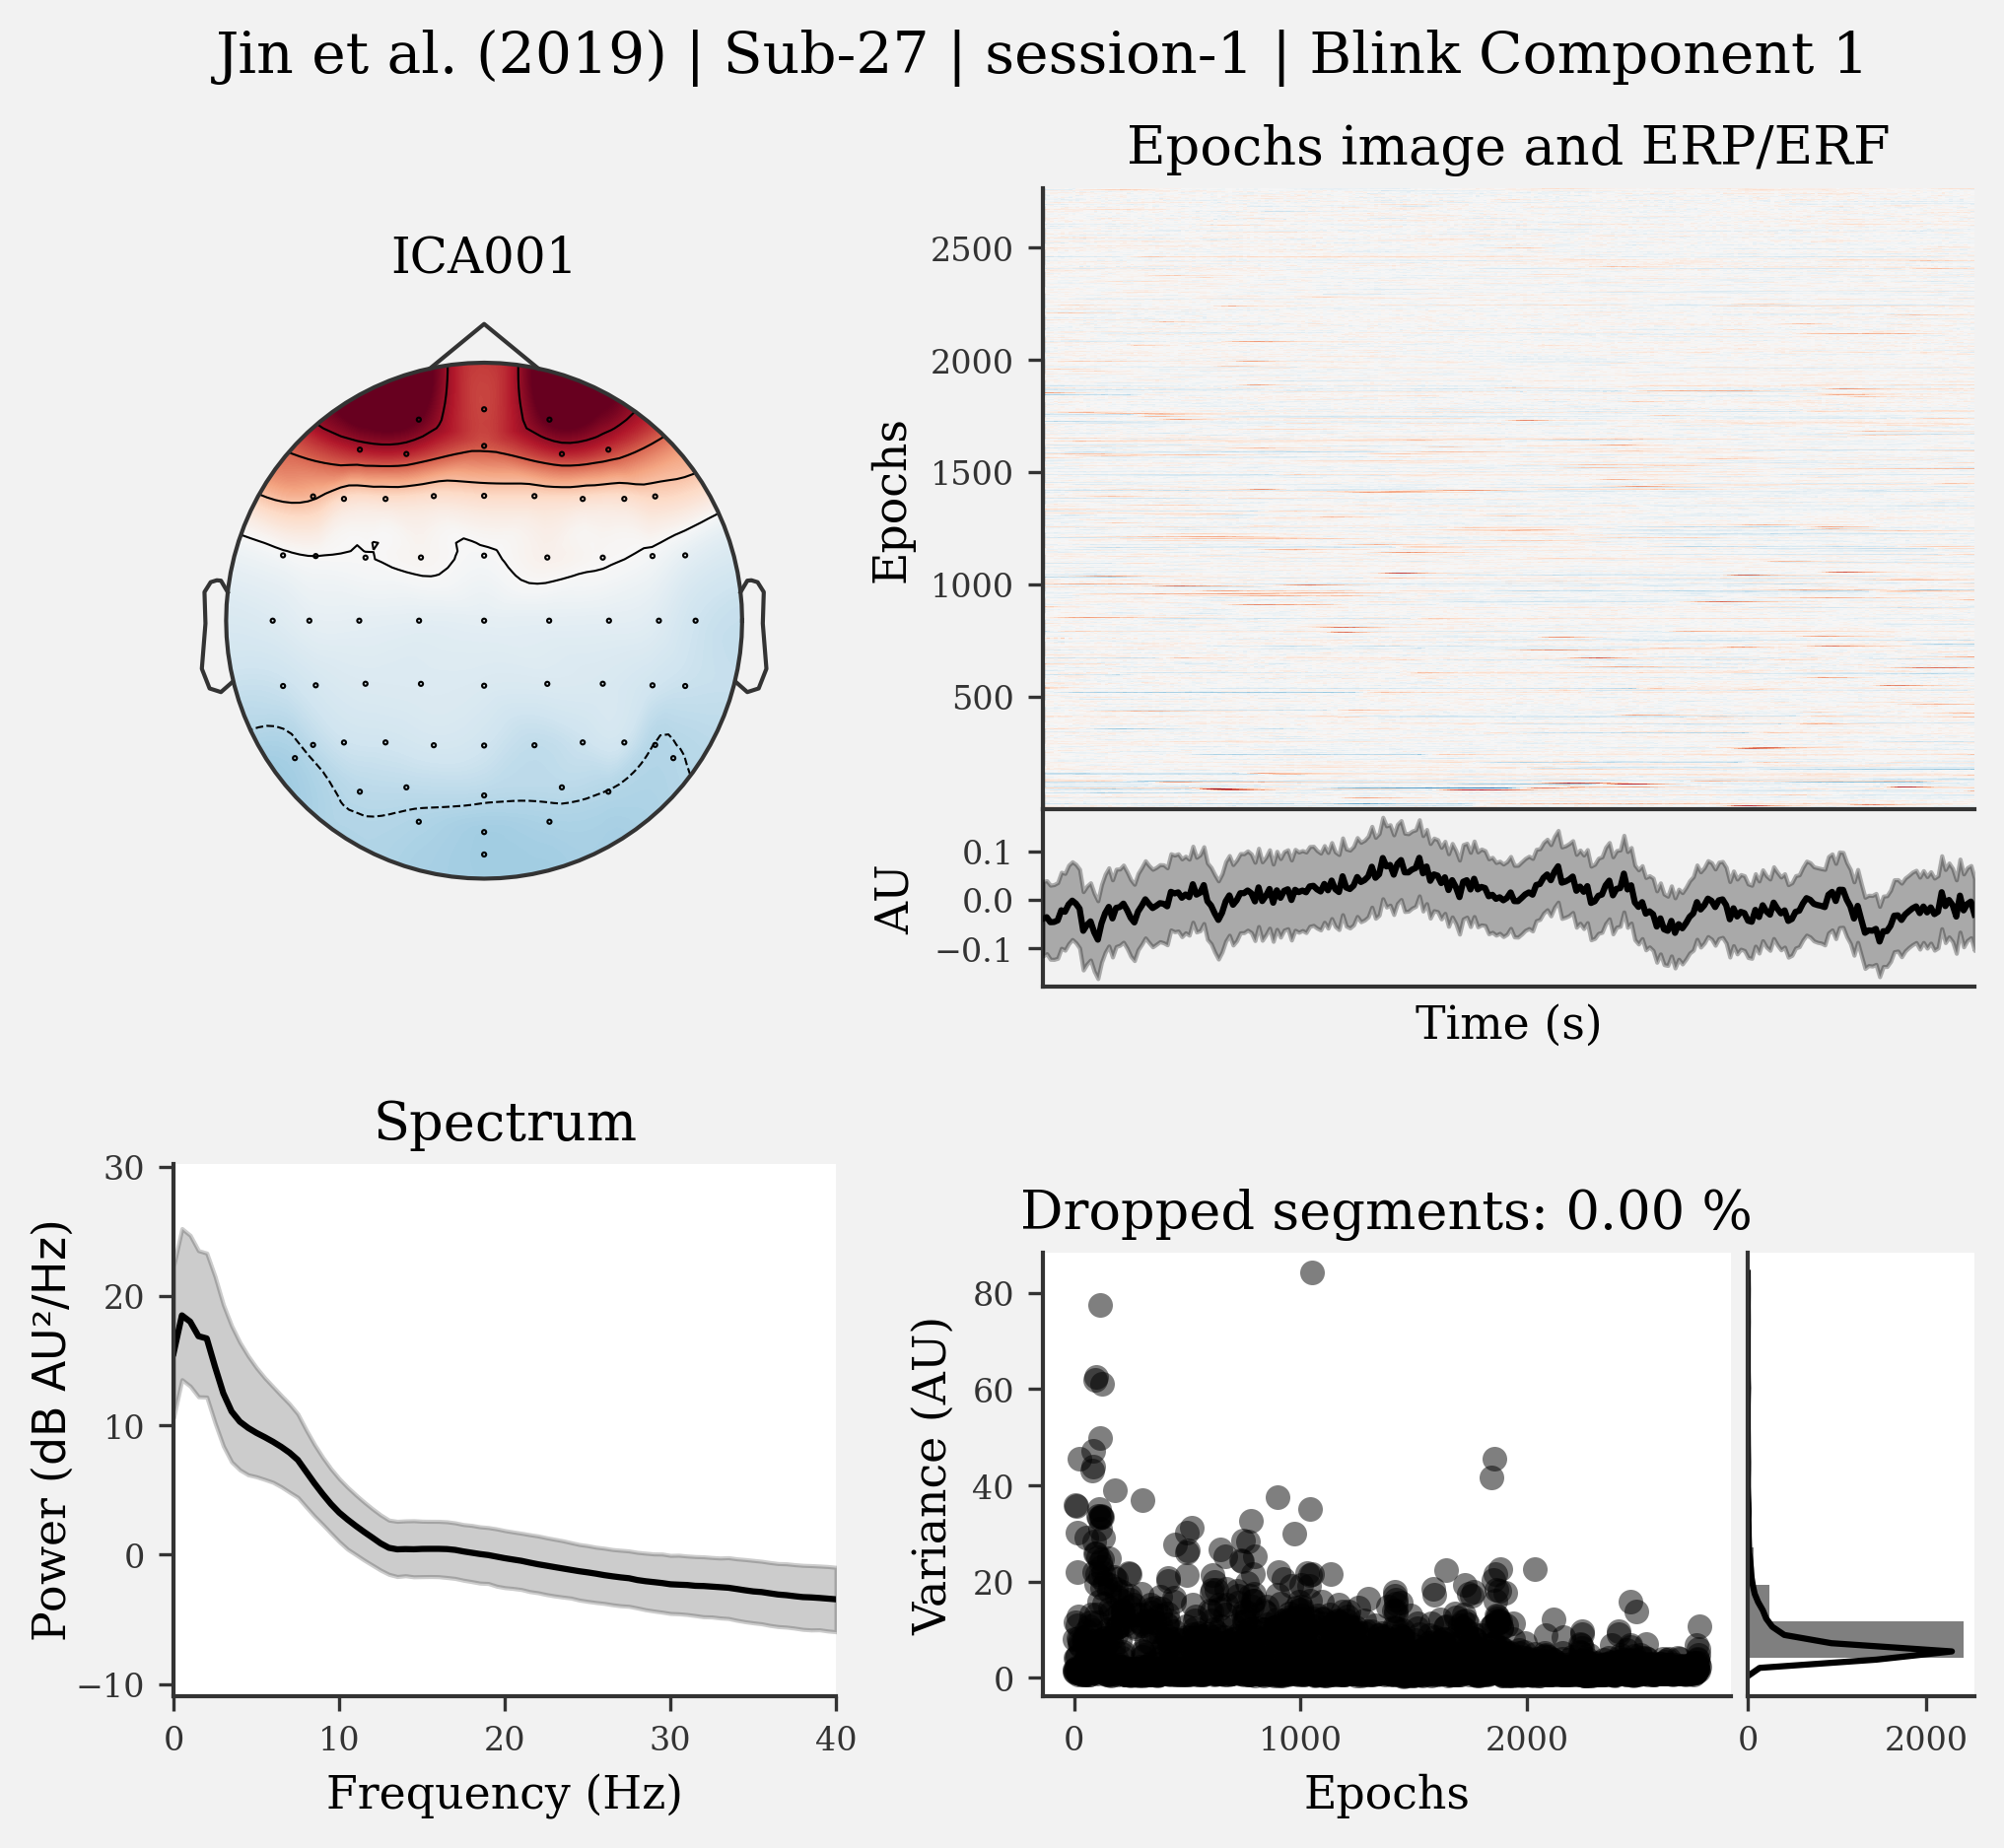 Jin et al. (2019) | Sub-27 | session-1 | Blink Component 1
ICA001
Epochs image and ERP/ERF
2500
2000
1500
1000
500
Epochs
0.1
0.0
−0.1
AU
Time (s)
Spectrum
30
20
10
0
−10
Power (dB AU²/Hz)
0 10 20 30 40
Frequency (Hz)
Dropped segments: 0.00 %
80
60
40
20
0
Variance (AU)
0 1000 2000
Epochs
0 2000